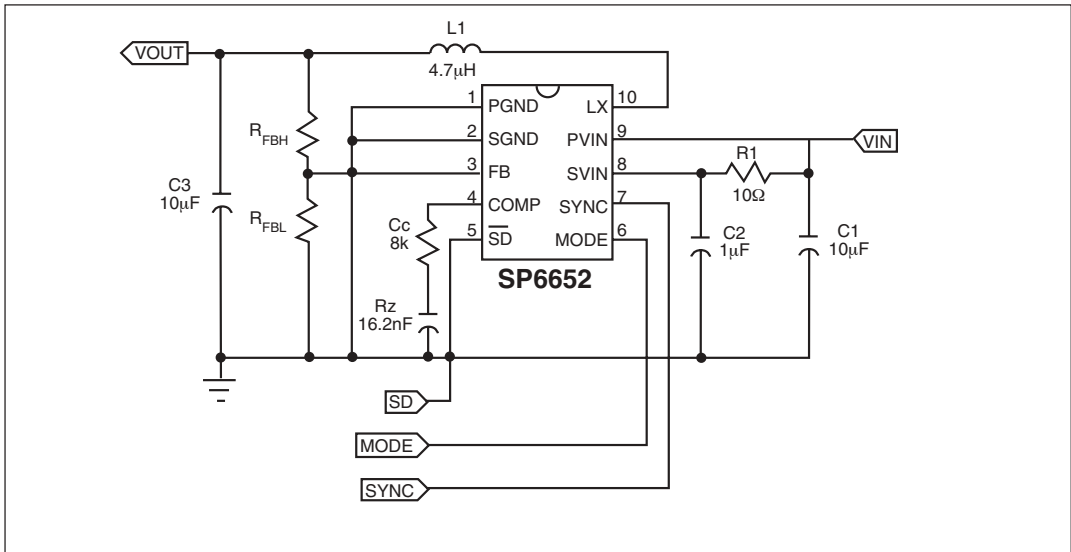 L1
VOUT
4.7μH
1 PGND LX 10
2 SGND PVIN 9
VIN
R_FBH
3 FB SVIN 8
R1
10Ω
C3
10μF
4 COMP SYNC 7
R_FBL
Cc
8k
5 SD MODE 6
C2
1μF
C1
10μF
SP6652
Rz
16.2nF
SD
MODE
SYNC